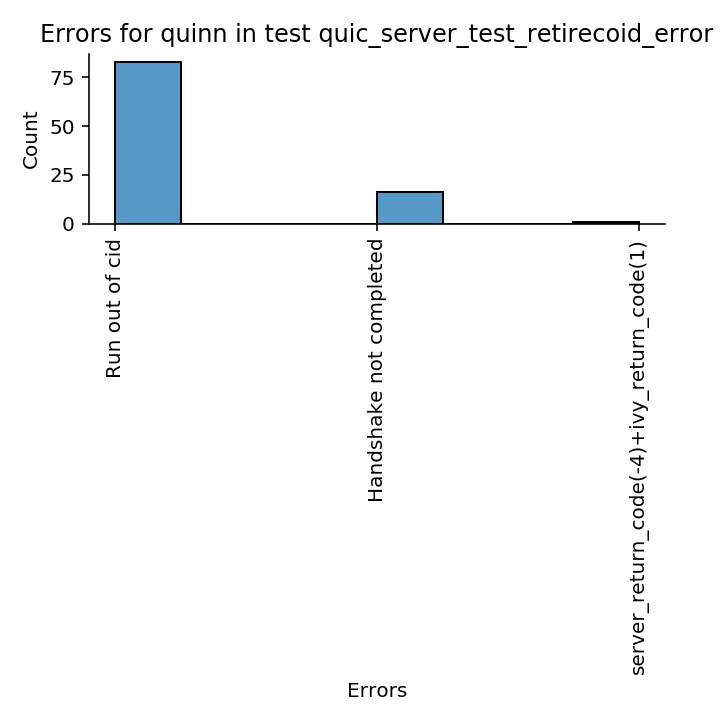 Errors for quinn in test quic_server_test_retirecoid_error
Count
75
50
25
0
Run out of cid
Handshake not completed
server_return_code(-4)+ivy_return_code(1)
Errors